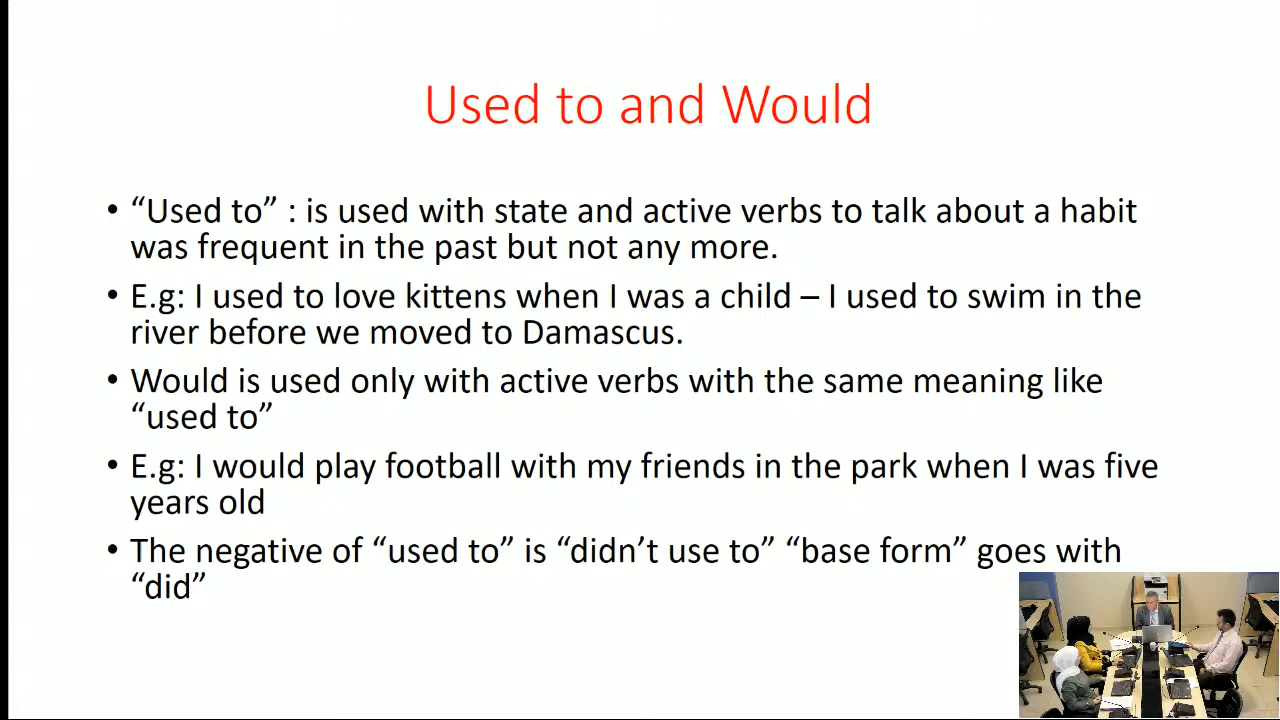 Used to and Would
• “Used to” : is used with state and active verbs to talk about a habit
was frequent in the past but not any more.
• E.g: I used to love kittens when I was a child – I used to swim in the
river before we moved to Damascus.
• Would is used only with active verbs with the same meaning like
“used to”
• E.g: I would play football with my friends in the park when I was five
years old
• The negative of “used to” is “didn’t use to” “base form” goes with
“did”